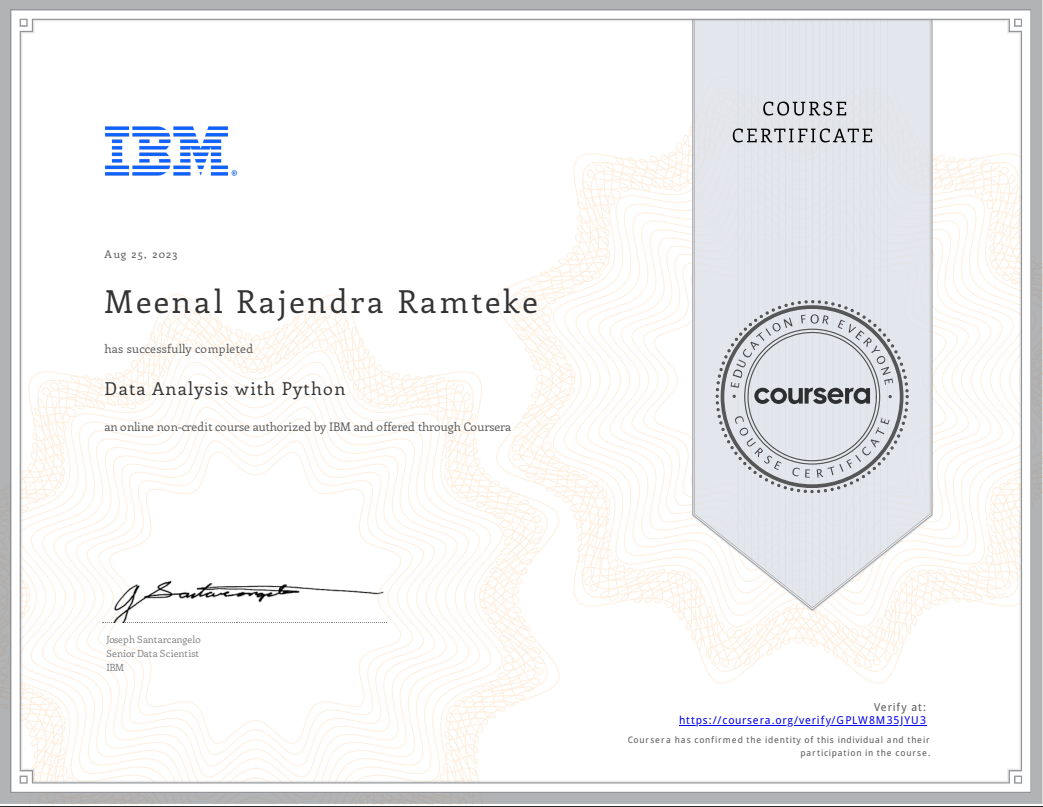 COURSE
CERTIFICATE
IBM®
Aug 25, 2023
Meenal Rajendra Ramteke
has successfully completed
Data Analysis with Python
an online non-credit course authorized by IBM and offered through Coursera
EDUCATION FOR EVERYONE
coursera
COURSE CERTIFICATE
J Santarcangelo
Joseph Santarcangelo
Senior Data Scientist
IBM
Verify at:
https://coursera.org/verify/GPLW8M35JYU3
Coursera has confirmed the identity of this individual and their
participation in the course.